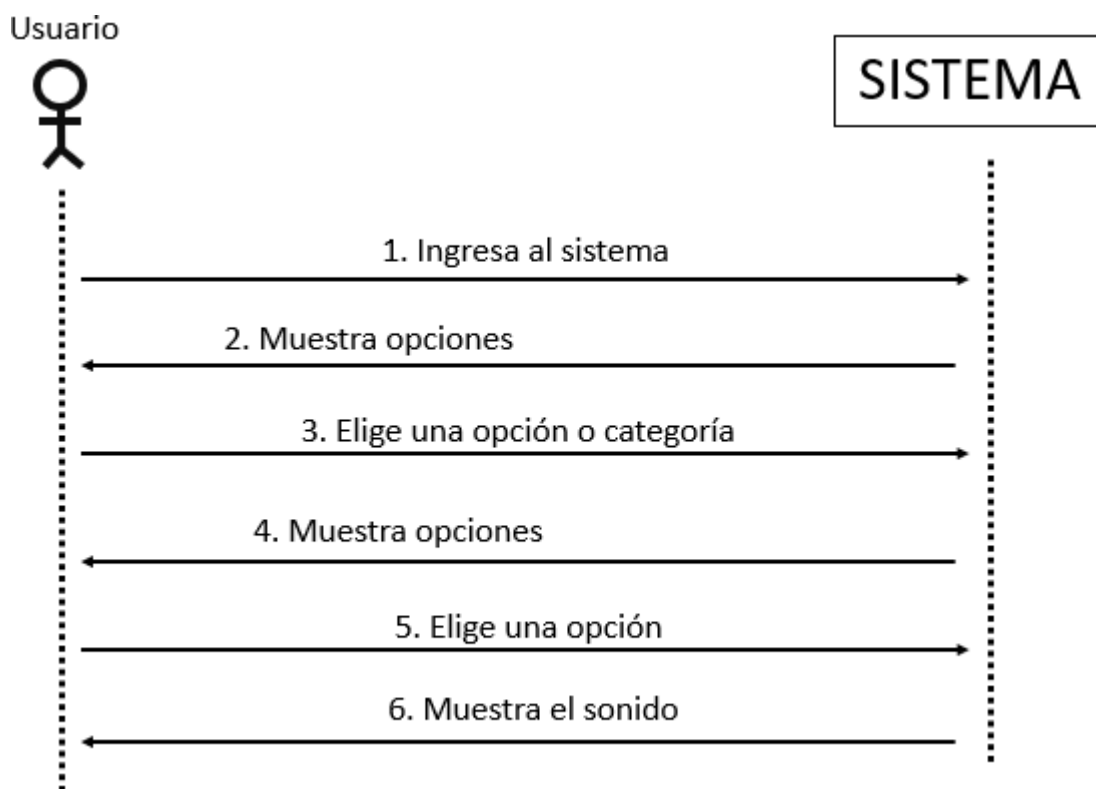 Usuario
SISTEMA
1. Ingresa al sistema
2. Muestra opciones
3. Elige una opción o categoría
4. Muestra opciones
5. Elige una opción
6. Muestra el sonido